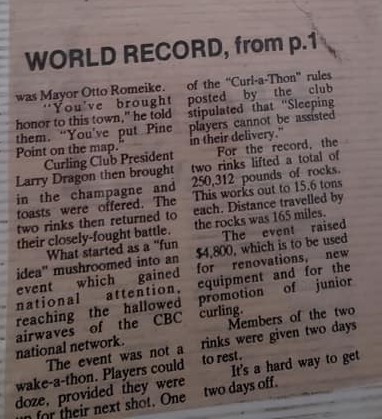 WORLD RECORD, from p.1
was Mayor Otto Romeike.
"You've brought
honor to this town," he told
them. "You've put Pine
Point on the map."
Curling Club President
Larry Dragon then brought
in the champagne and
toasts were offered. The
two rinks then returned to
their closely-fought battle.
What started as a "fun
idea" mushroomed into an
event which gained
national attention,
reaching the hallowed
airwaves of the CBC
national network.
The event was not a
wake-a-thon. Players could
doze, provided they were
up for their next shot. One
of the "Curl-a-Thon" rules
posted by the club
stipulated that "Sleeping
players cannot be assisted
in their delivery."
For the record, the
two rinks lifted a total of
250,312 pounds of rocks.
This works out to 15.6 tons
each. Distance travelled by
the rocks was 165 miles.
The event raised
$4,800, which is to be used
for renovations, new
equipment and for the
promotion of junior
curling.
Members of the two
rinks were given two days
to rest.
It's a hard way to get
two days off.